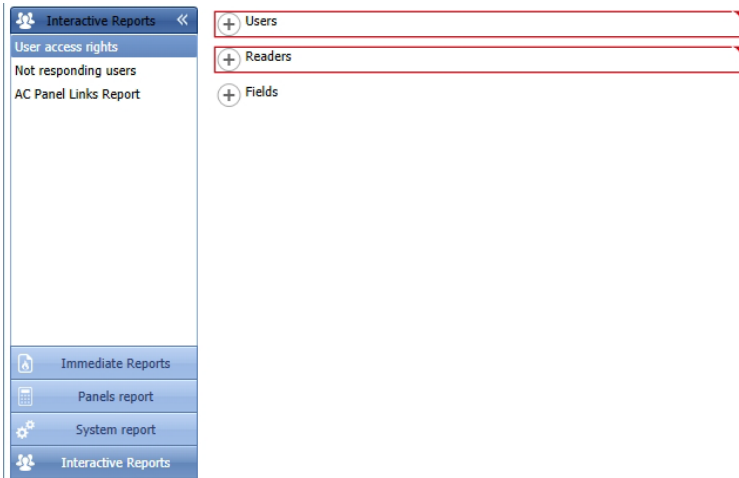 Interactive Reports
User access rights
Not responding users
AC Panel Links Report
Immediate Reports
Panels report
System report
Interactive Reports
Users
Readers
Fields